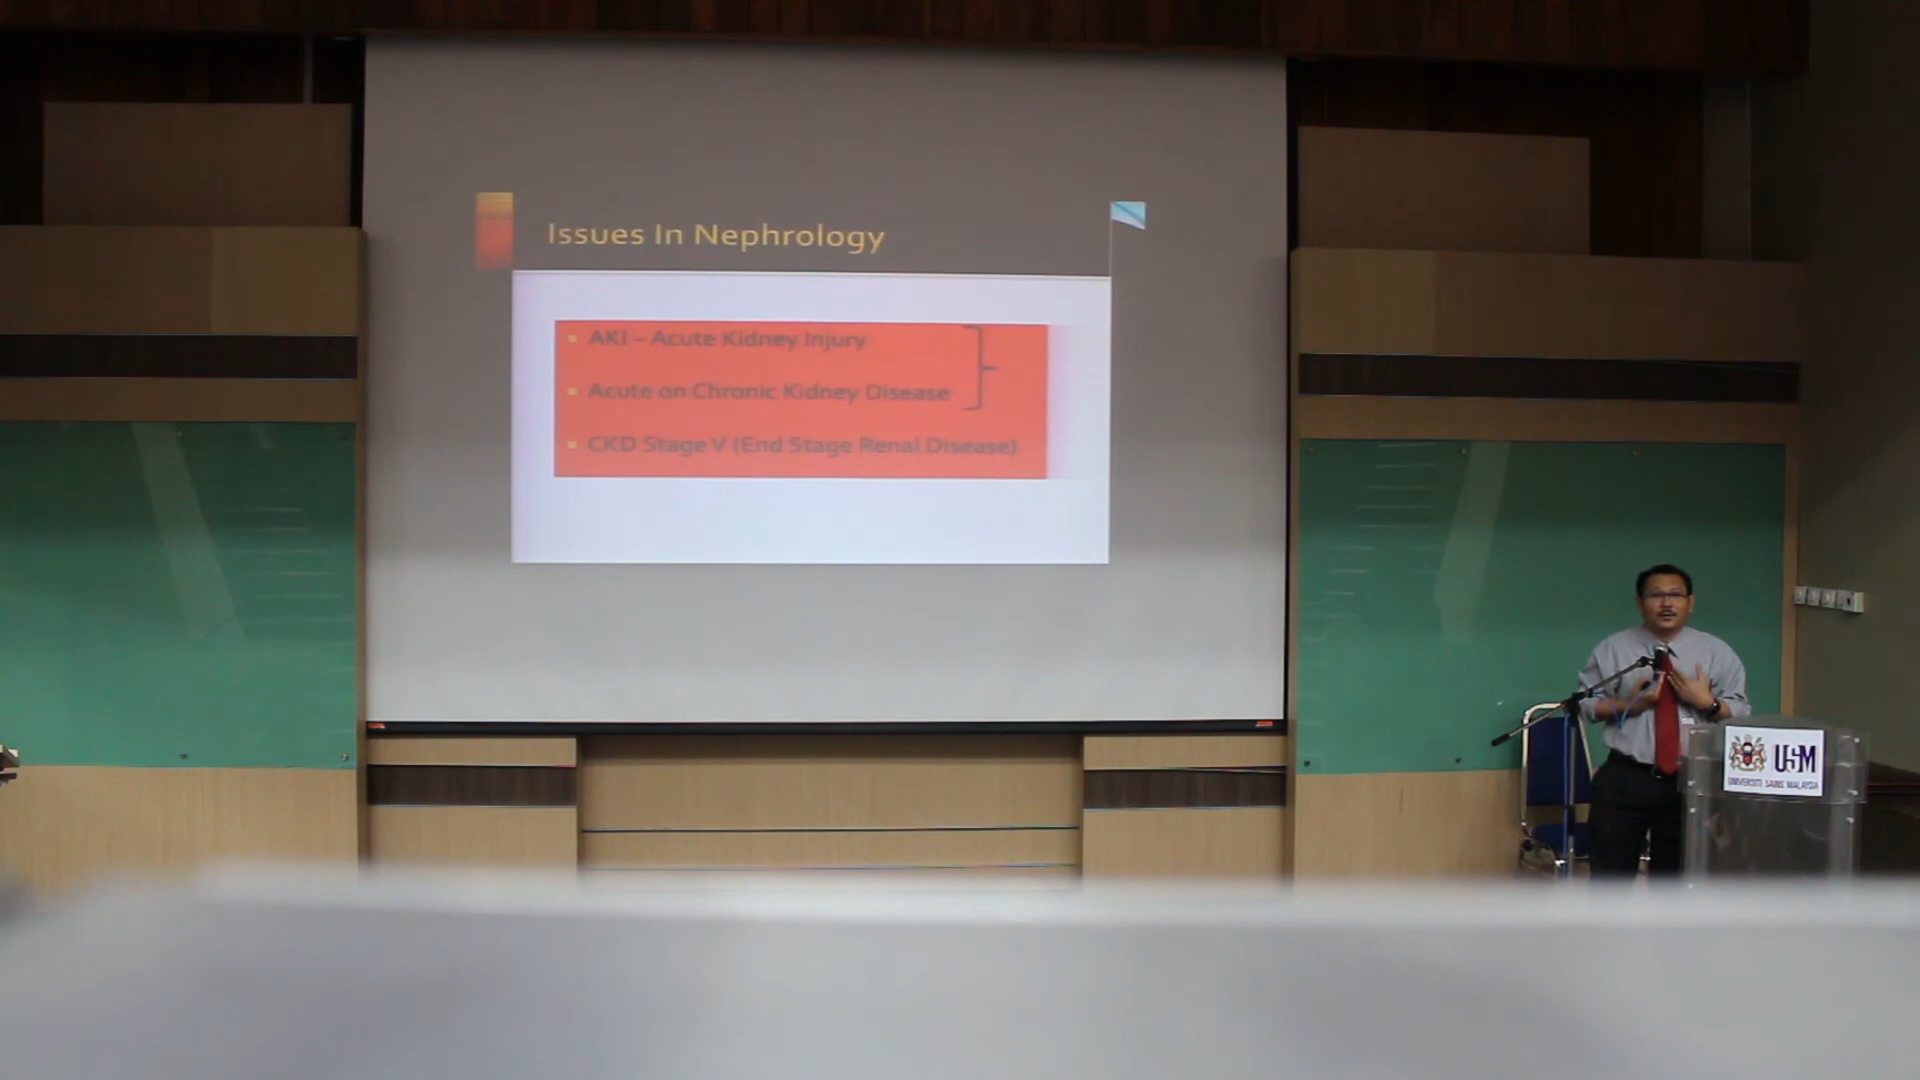 Issues In Nephrology
AKI – Acute Kidney Injury
Acute on Chronic Kidney Disease
CKD Stage V (End Stage Renal Disease)
USM
UNIVERSITI SAINS MALAYSIA